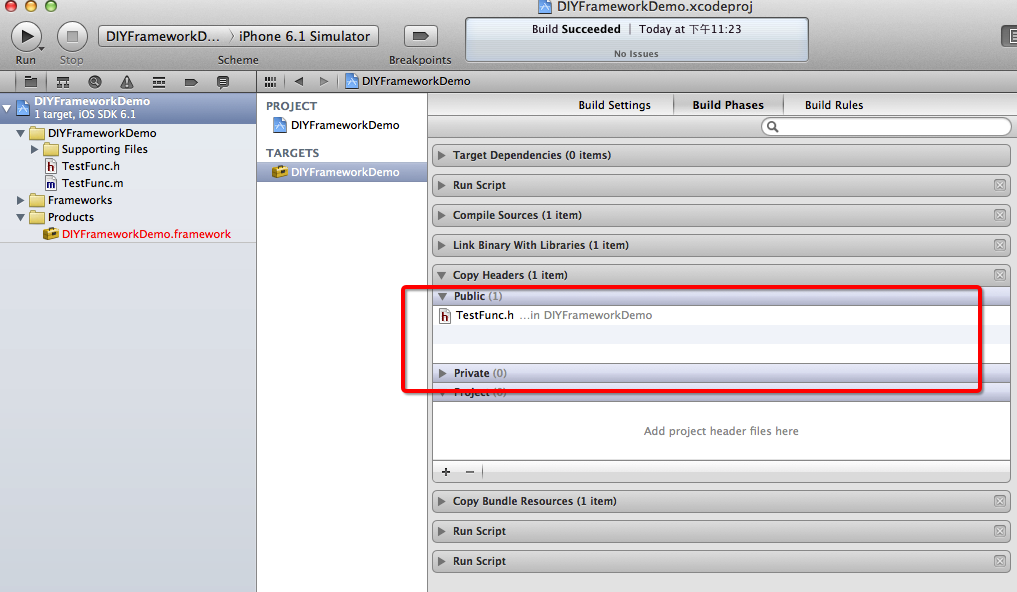 DIYFrameworkDemo.xcodeproj
DIYFrameworkD... 〉 iPhone 6.1 Simulator
Build Succeeded | Today at 下午11:23
No Issues
Run
Stop
Scheme
Breakpoints
DIYFrameworkDemo
DIYFrameworkDemo
1 target, iOS SDK 6.1
DIYFrameworkDemo
Supporting Files
h TestFunc.h
m TestFunc.m
Frameworks
Products
DIYFrameworkDemo.framework
PROJECT
DIYFrameworkDemo
TARGETS
DIYFrameworkDemo
Build Settings
Build Phases
Build Rules
Target Dependencies (0 items)
Run Script
Compile Sources (1 item)
Link Binary With Libraries (1 item)
Copy Headers (1 item)
Public (1)
h TestFunc.h ...in DIYFrameworkDemo
Private (0)
Project (0)
Add project header files here
+ −
Copy Bundle Resources (1 item)
Run Script
Run Script